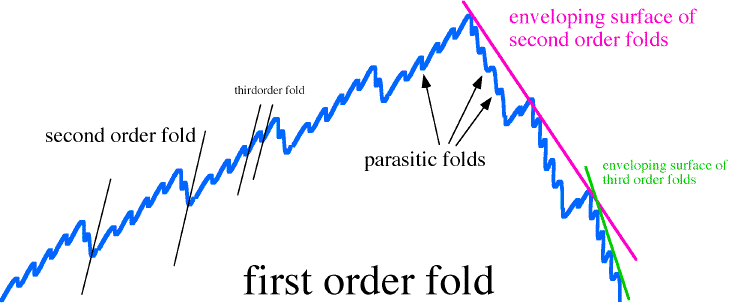 enveloping surface of
second order folds
thirdorder fold
second order fold
parasitic folds
enveloping surface of
third order folds
first order fold